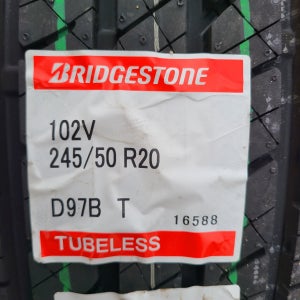 BRIDGESTONE
102V
245/50 R20
D97B T
16588
TUBELESS